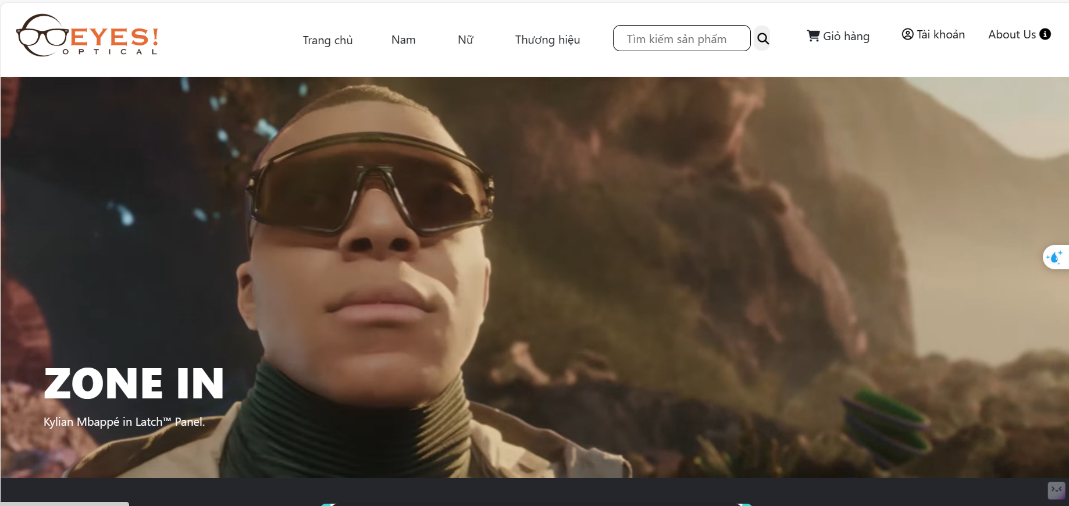 EYES!
OPTICAL
Trang chủ
Nam
Nữ
Thương hiệu
Tìm kiếm sản phẩm
Giỏ hàng
Tài khoản
About Us
ZONE IN
Kylian Mbappé in Latch™ Panel.